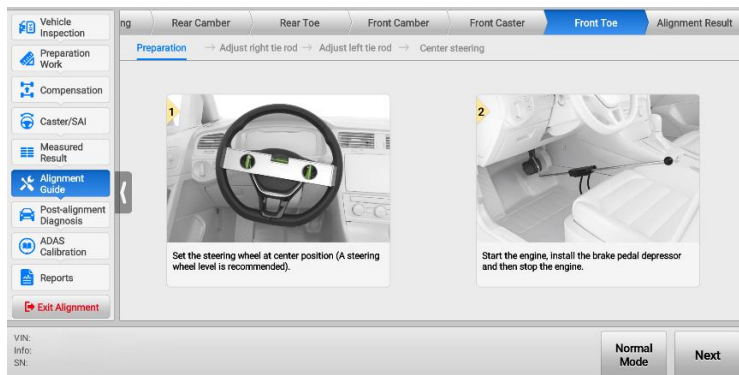 Vehicle
Inspection
Preparation
Work
Compensation
Caster/SAI
Measured
Result
Alignment
Guide
Post-alignment
Diagnosis
ADAS
Calibration
Reports
Exit Alignment
ng
Rear Camber
Rear Toe
Front Camber
Front Caster
Front Toe
Alignment Result
Preparation → Adjust right tie rod → Adjust left tie rod → Center steering
1
Set the steering wheel at center position (A steering
wheel level is recommended).
2
Start the engine, install the brake pedal depressor
and then stop the engine.
VIN:
Info:
SN:
Normal
Mode
Next